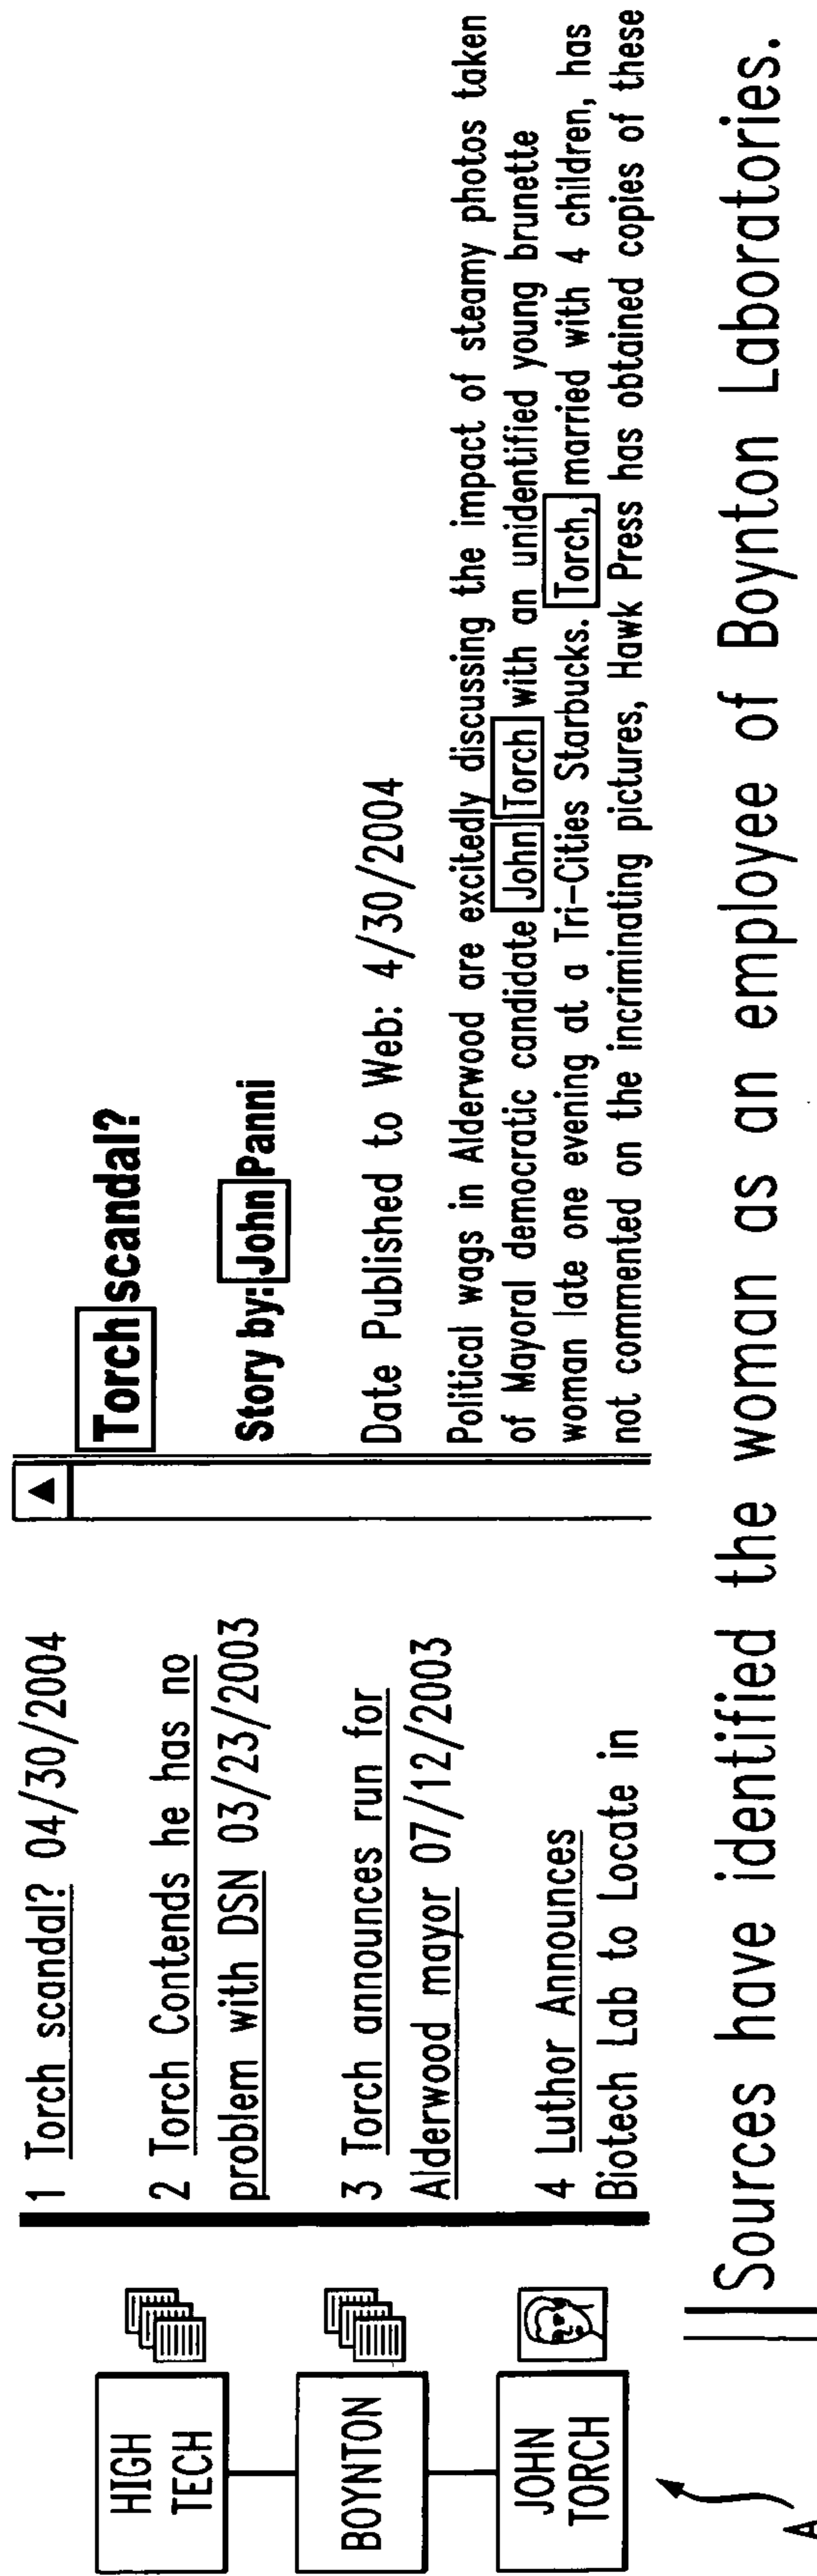 HIGH
TECH
BOYNTON
JOHN
TORCH
A
1 Torch scandal? 04/30/2004
2 Torch Contends he has no
problem with DSN 03/23/2003
3 Torch announces run for
Alderwood mayor 07/12/2003
4 Luthor Announces
Biotech Lab to Locate in
Torch scandal?
Story by: John Panni
Date Published to Web: 4/30/2004
Political wags in Alderwood are excitedly discussing the impact of steamy photos taken
of Mayoral democratic candidate John Torch with an unidentified young brunette
woman late one evening at a Tri-Cities Starbucks. Torch, married with 4 children, has
not commented on the incriminating pictures, Hawk Press has obtained copies of these
Sources have identified the woman as an employee of Boynton Laboratories.